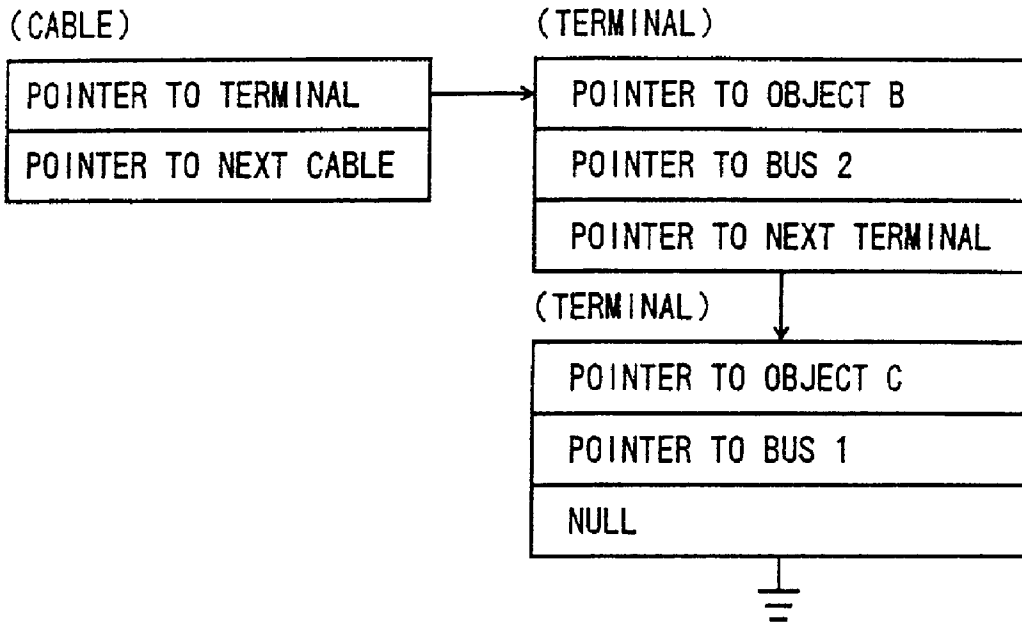 (CABLE)
POINTER TO TERMINAL
POINTER TO NEXT CABLE
(TERMINAL)
POINTER TO OBJECT B
POINTER TO BUS 2
POINTER TO NEXT TERMINAL
(TERMINAL)
POINTER TO OBJECT C
POINTER TO BUS 1
NULL